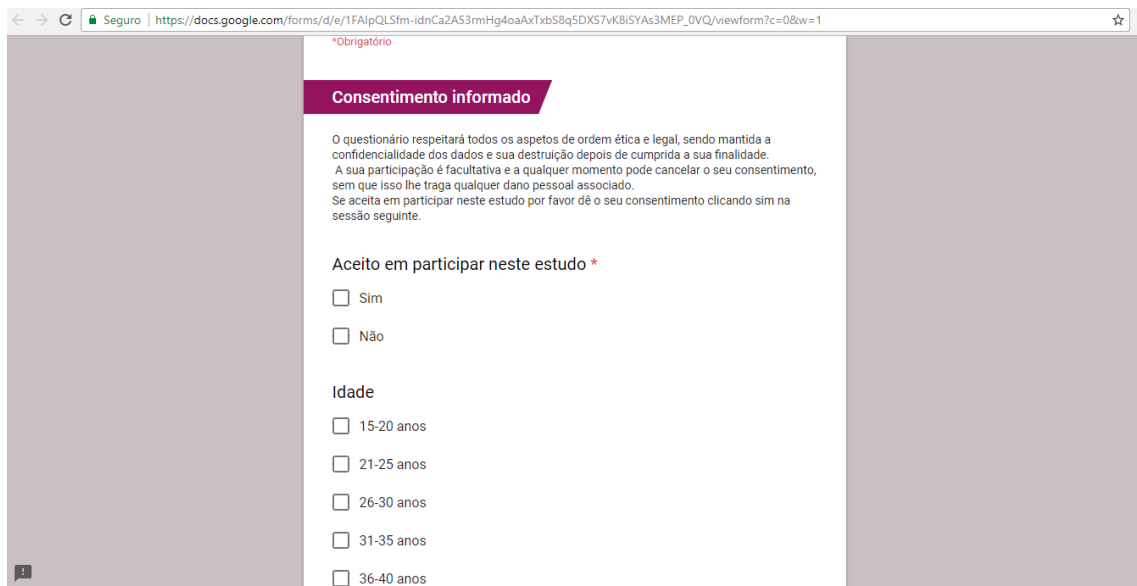 Seguro | https://docs.google.com/forms/d/e/1FAIpQLSfm-idnCa2A53rmHg4oaAxTxbS8q5DXS7vK8iSYAs3MEP_0VQ/viewform?c=0&w=1
*Obrigatório
Consentimento informado
O questionário respeitará todos os aspetos de ordem ética e legal, sendo mantida a
confidencialidade dos dados e sua destruição depois de cumprida a sua finalidade.
A sua participação é facultativa e a qualquer momento pode cancelar o seu consentimento,
sem que isso lhe traga qualquer dano pessoal associado.
Se aceita em participar neste estudo por favor dê o seu consentimento clicando sim na
sessão seguinte.
Aceito em participar neste estudo *
Sim
Não
Idade
15-20 anos
21-25 anos
26-30 anos
31-35 anos
36-40 anos